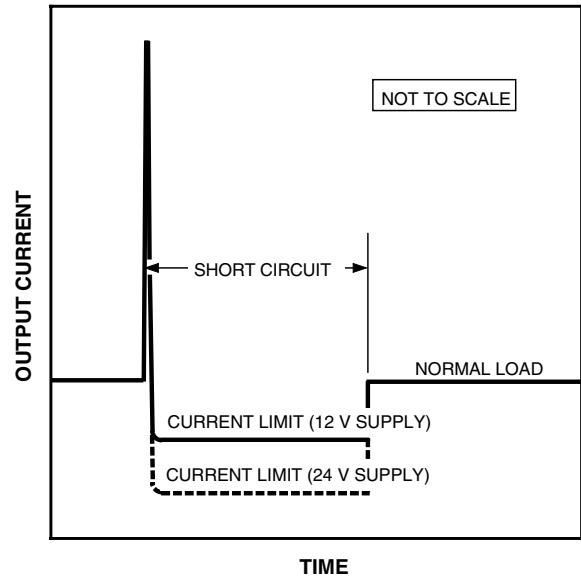 NOT TO SCALE
OUTPUT CURRENT
SHORT CIRCUIT
NORMAL LOAD
CURRENT LIMIT (12 V SUPPLY)
CURRENT LIMIT (24 V SUPPLY)
TIME